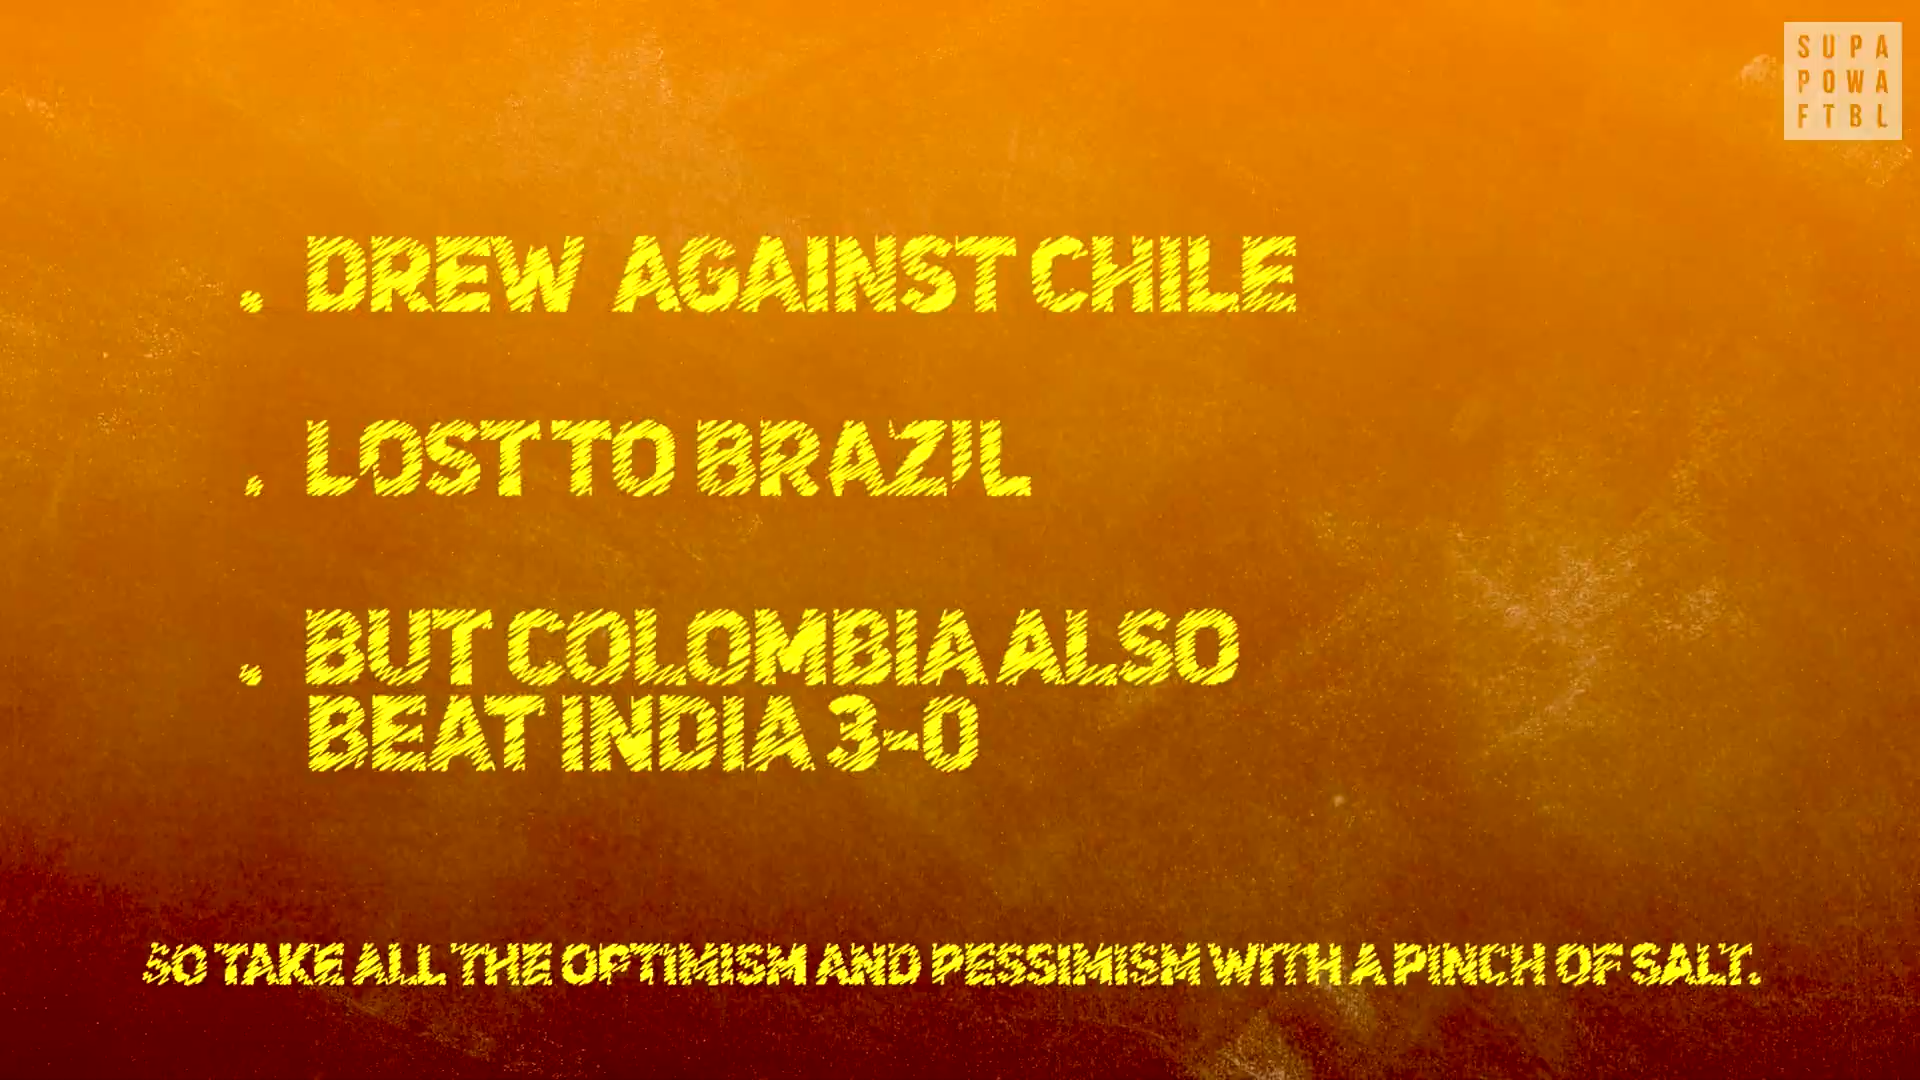 SUPA
POWA
FTBL
. DREW AGAINST CHILE
. LOST TO BRAZIL
. BUT COLOMBIA ALSO
BEAT INDIA 3-0
SO TAKE ALL THE OPTIMISM AND PESSIMISM WITH A PINCH OF SALT.